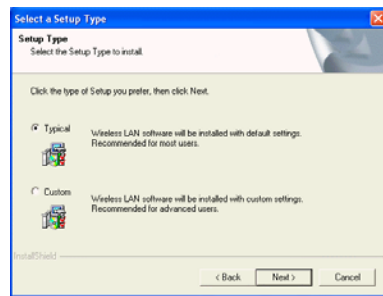 Select a Setup Type
Setup Type
Select the Setup Type to install.
Click the type of Setup you prefer, then click Next.
Typical
Wireless LAN software will be installed with default settings.
Recommended for most users.
Custom
Wireless LAN software will be installed with custom settings.
Recommended for advanced users.
InstallShield
< Back
Next >
Cancel